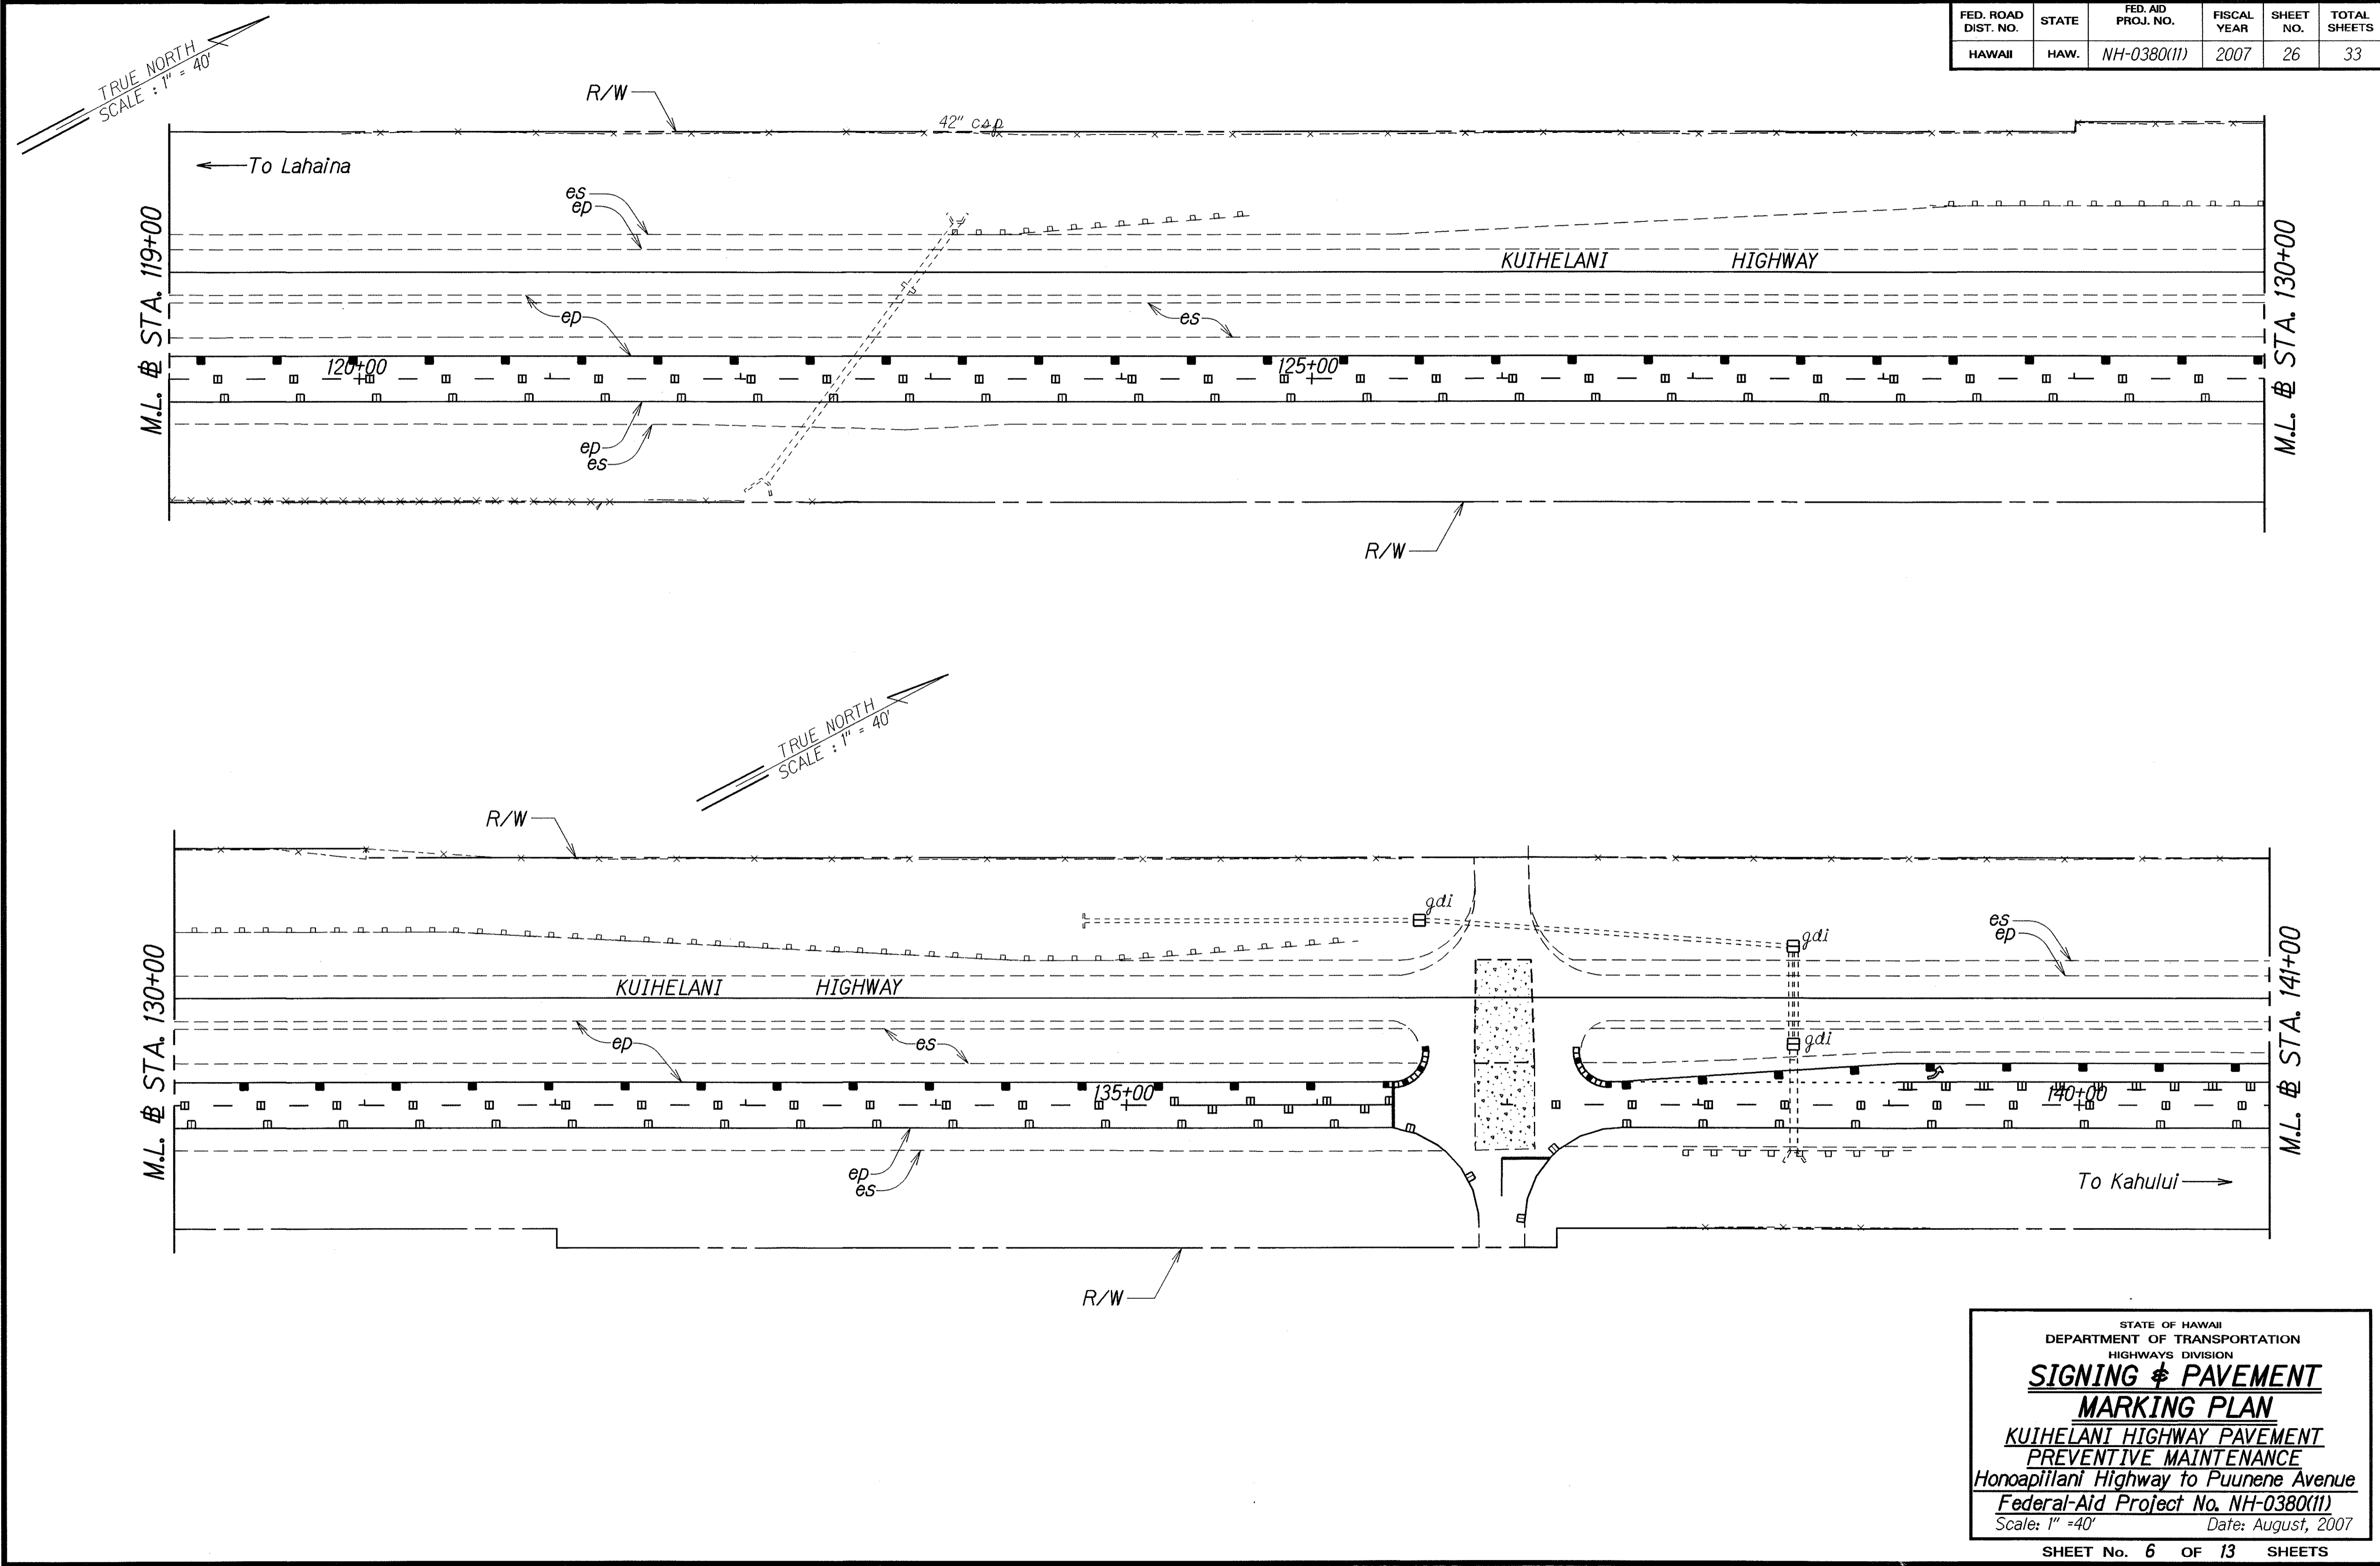 FED. ROAD DIST. NO. STATE FED. AID PROJ. NO. FISCAL YEAR SHEET NO. TOTAL SHEETS
HAWAII HAW. NH-0380(11) 2007 26 33
TRUE NORTH
SCALE : 1" = 40'
R/W
42" csp
To Lahaina
es
ep
M.L. ℄ STA. 119+00
KUIHELANI HIGHWAY
M.L. ℄ STA. 130+00
ep
es
120+00
125+00
ep
es
R/W
TRUE NORTH
SCALE : 1" = 40'
R/W
gdi
gdi
es
ep
M.L. ℄ STA. 130+00
KUIHELANI HIGHWAY
M.L. ℄ STA. 141+00
ep
es
gdi
135+00
140+00
ep
es
To Kahului
R/W
STATE OF HAWAII
DEPARTMENT OF TRANSPORTATION
HIGHWAYS DIVISION
SIGNING & PAVEMENT
MARKING PLAN
KUIHELANI HIGHWAY PAVEMENT
PREVENTIVE MAINTENANCE
Honoapiilani Highway to Puunene Avenue
Federal-Aid Project No. NH-0380(11)
Scale: 1" =40' Date: August, 2007
SHEET No. 6 OF 13 SHEETS